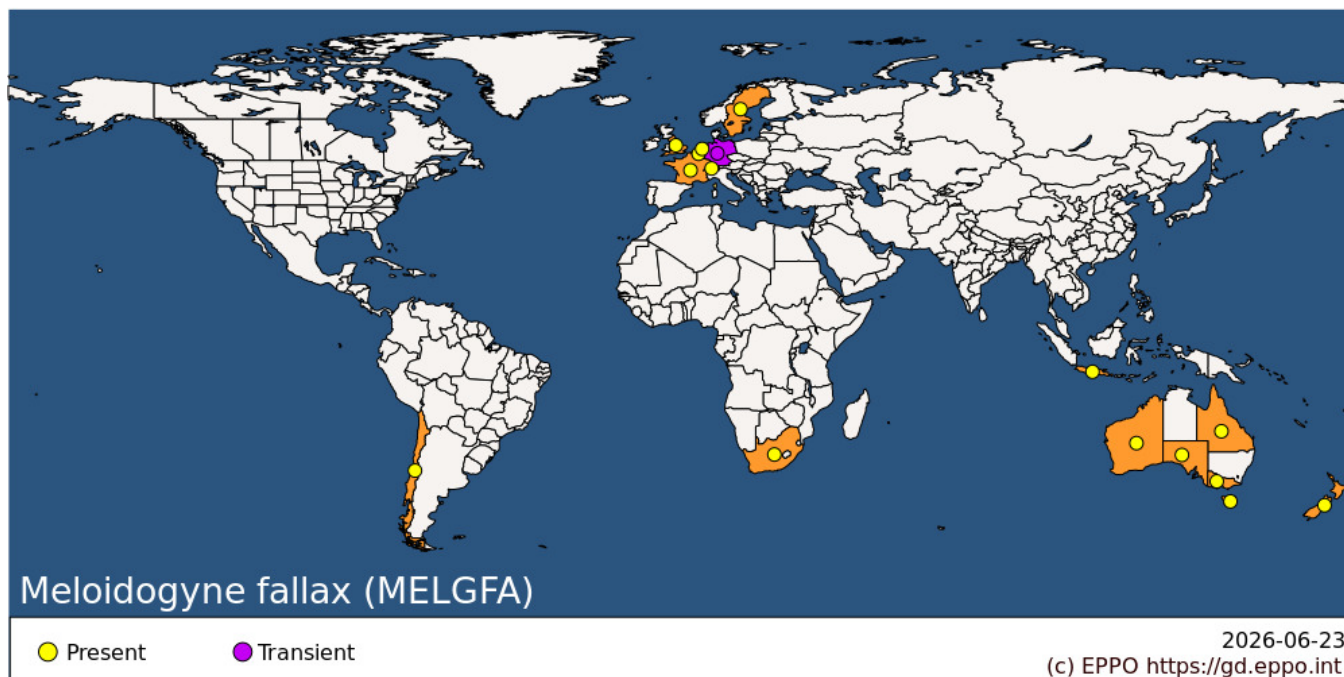 Meloidogyne fallax (MELGFA)
Present
Transient
2026-06-23
(c) EPPO https://gd.eppo.int